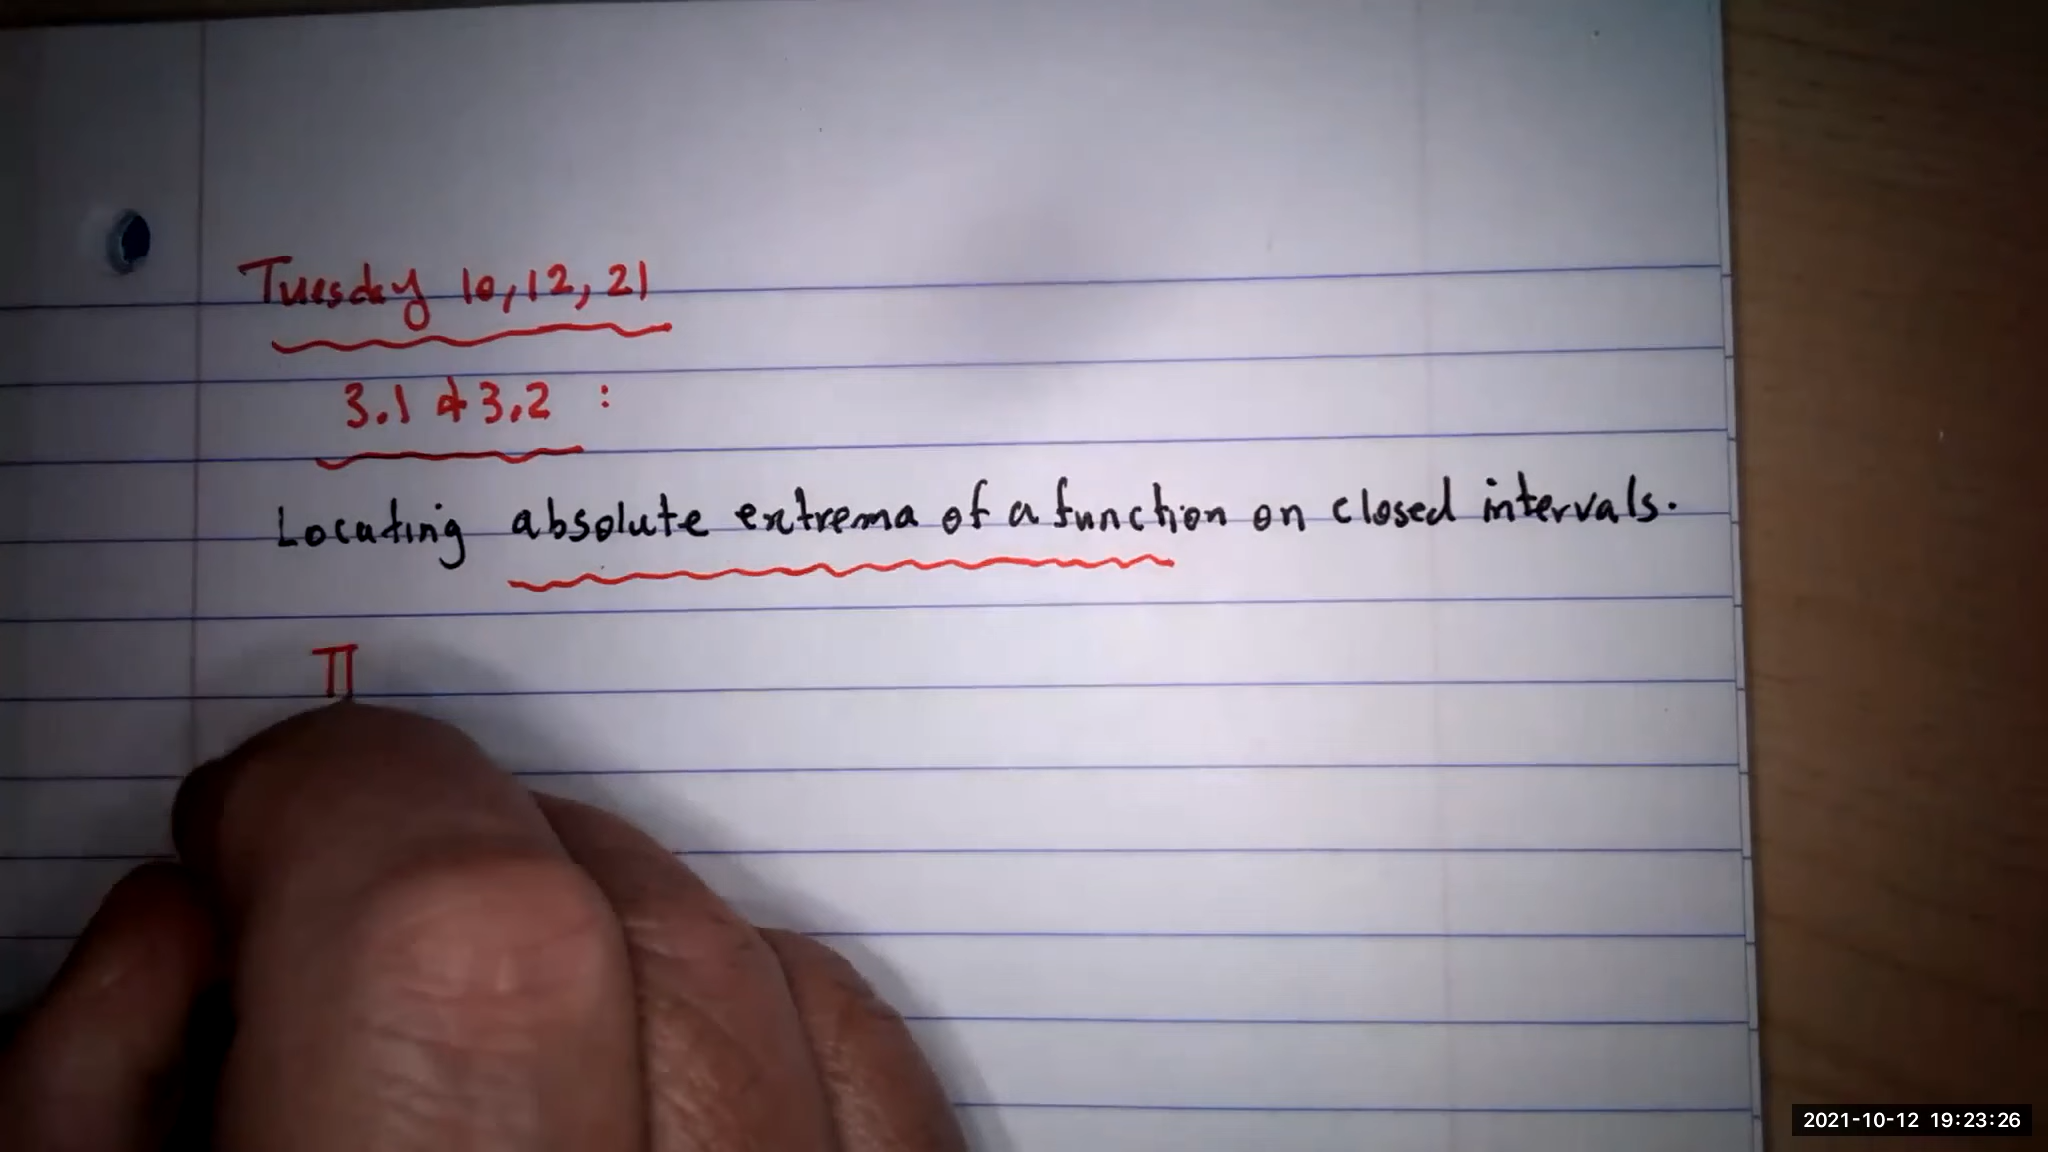 Tuesday 10,12,21
3.1 & 3.2 :
Locating absolute extrema of a function on closed intervals.
2021-10-12 19:23:26